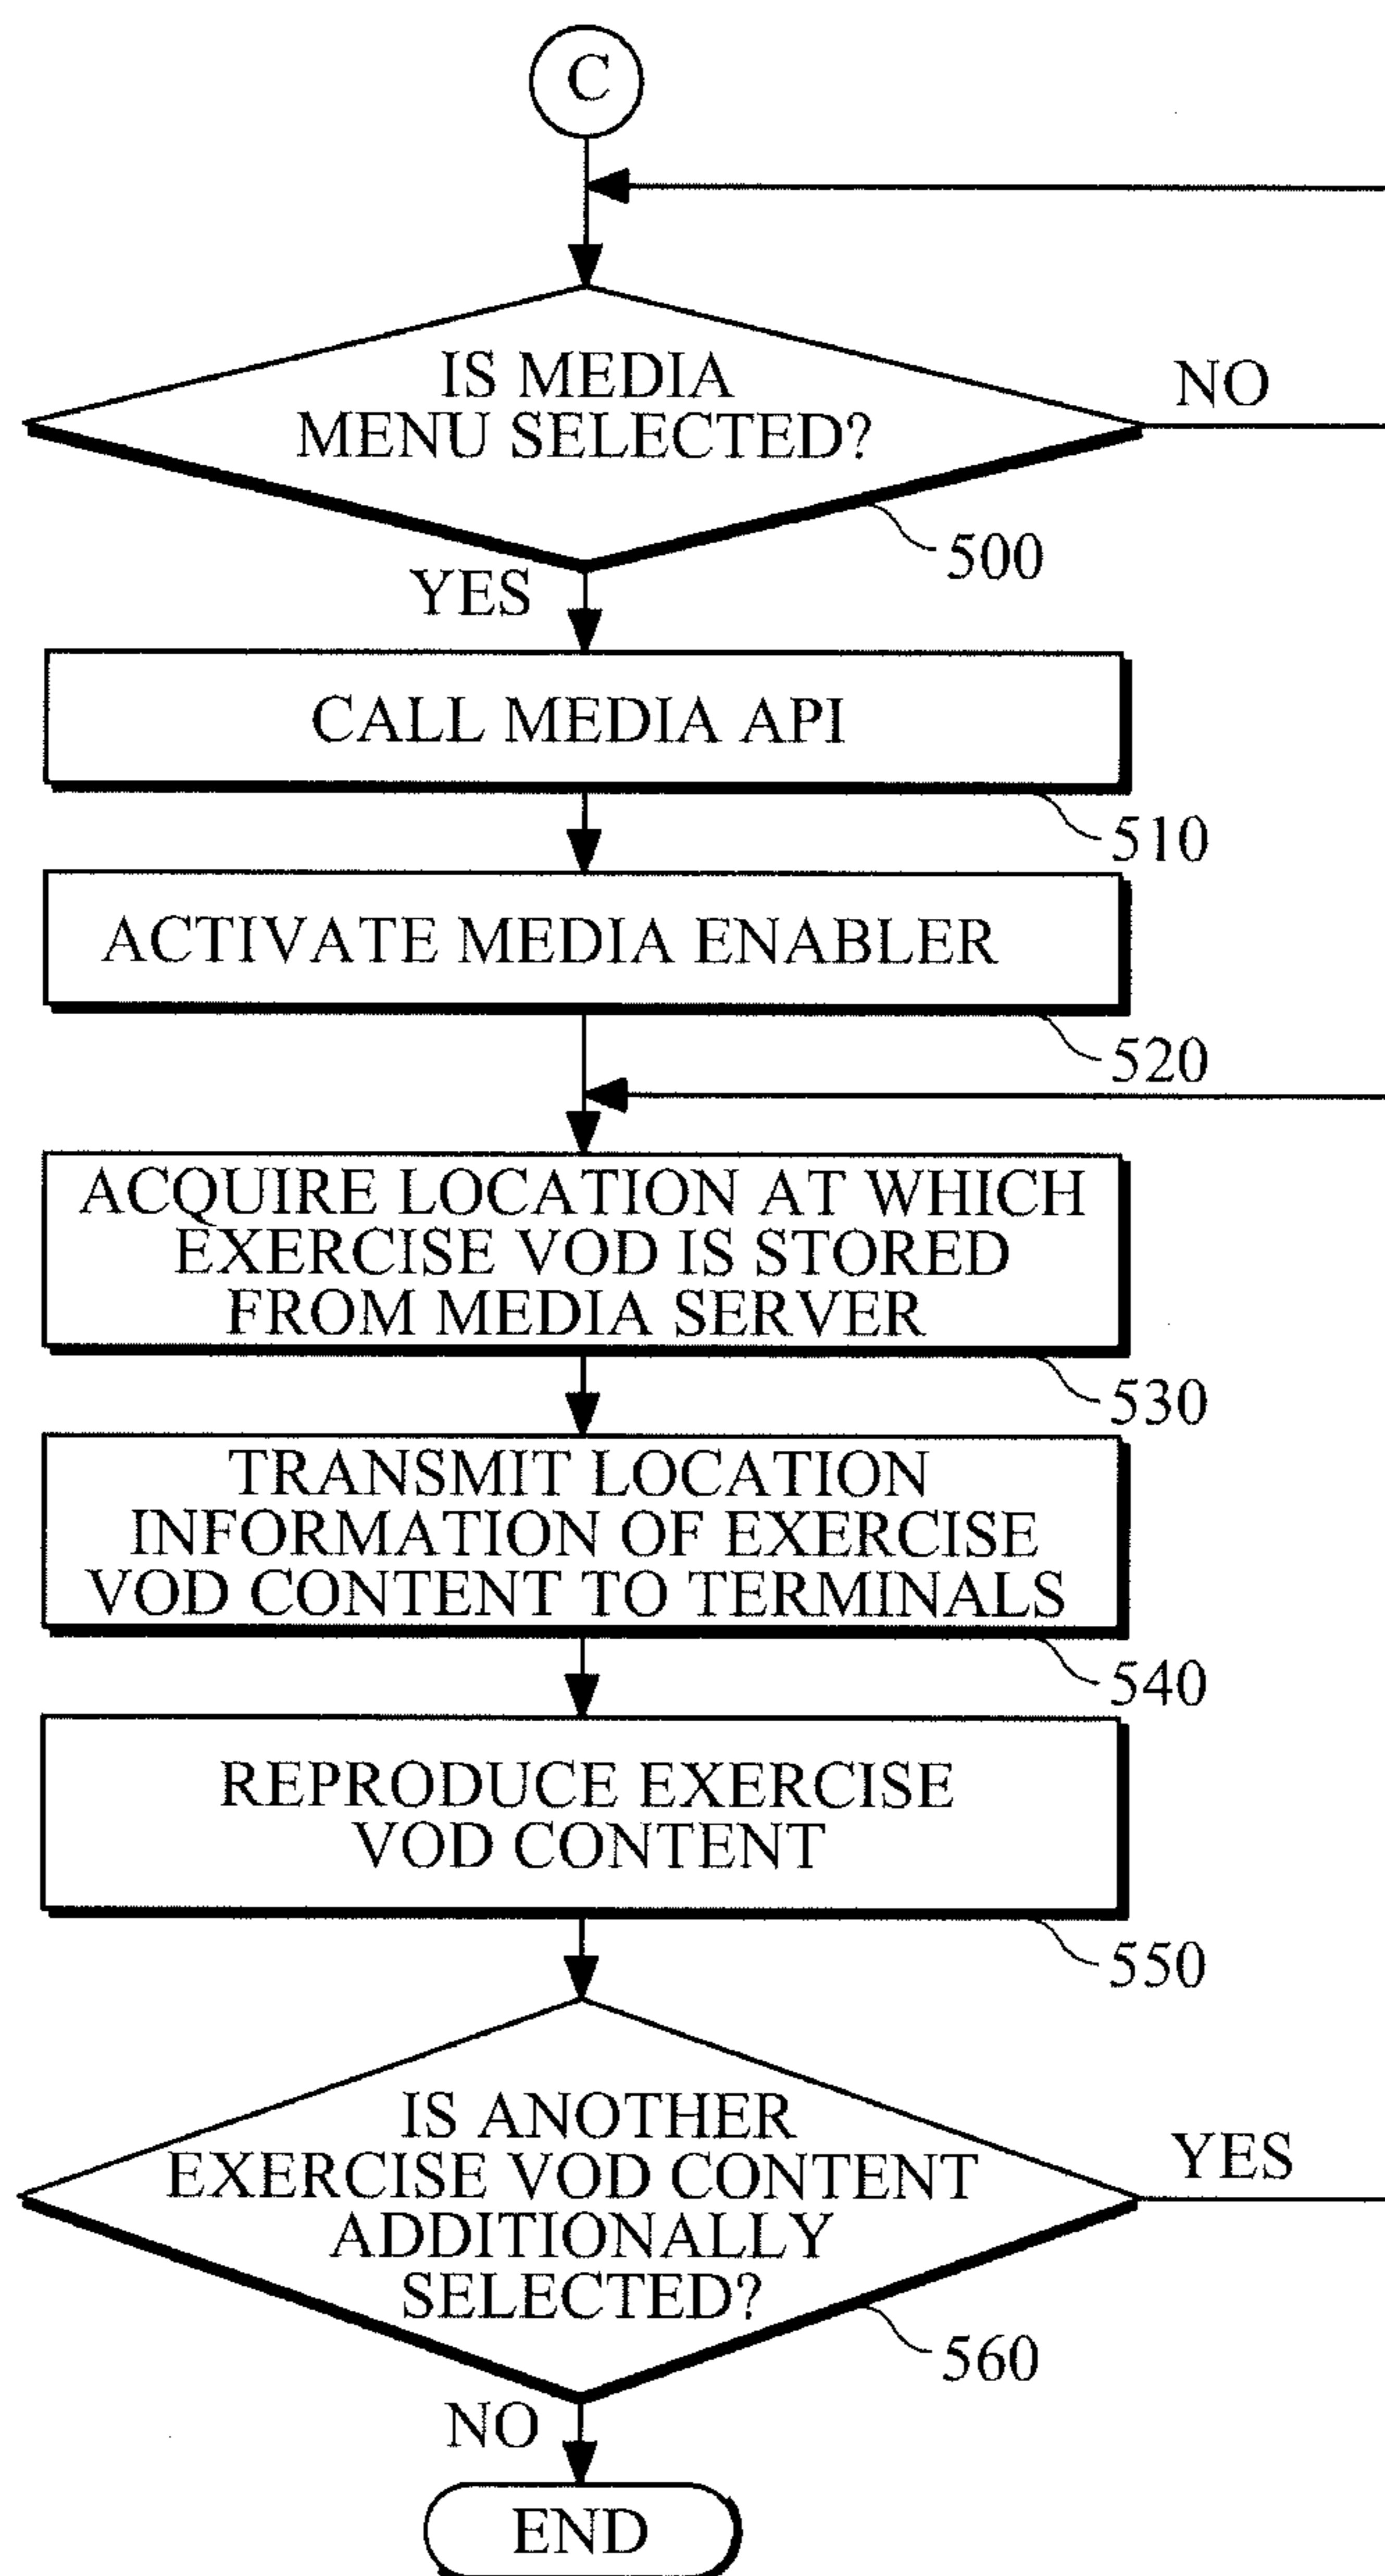 C
IS MEDIA
MENU SELECTED?
NO
500
YES
CALL MEDIA API
510
ACTIVATE MEDIA ENABLER
520
ACQUIRE LOCATION AT WHICH
EXERCISE VOD IS STORED
FROM MEDIA SERVER
530
TRANSMIT LOCATION
INFORMATION OF EXERCISE
VOD CONTENT TO TERMINALS
540
REPRODUCE EXERCISE
VOD CONTENT
550
IS ANOTHER
EXERCISE VOD CONTENT
ADDITIONALLY
SELECTED?
YES
560
NO
END